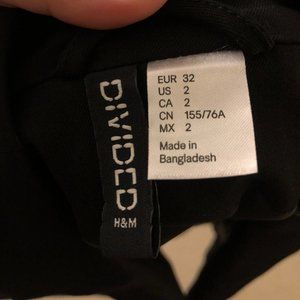 DIVIDED
H&M
EUR 32
US 2
CA 2
CN 155/76A
MX 2
Made in
Bangladesh